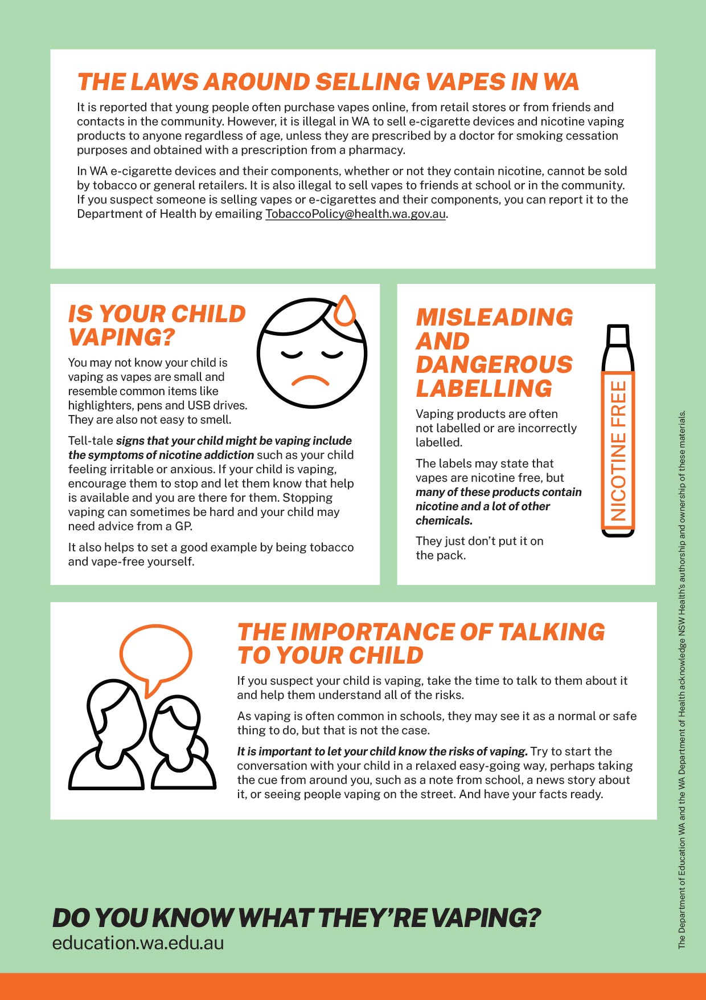 THE LAWS AROUND SELLING VAPES IN WA
It is reported that young people often purchase vapes online, from retail stores or from friends and
contacts in the community. However, it is illegal in WA to sell e-cigarette devices and nicotine vaping
products to anyone regardless of age, unless they are prescribed by a doctor for smoking cessation
purposes and obtained with a prescription from a pharmacy.
In WA e-cigarette devices and their components, whether or not they contain nicotine, cannot be sold
by tobacco or general retailers. It is also illegal to sell vapes to friends at school or in the community.
If you suspect someone is selling vapes or e-cigarettes and their components, you can report it to the
Department of Health by emailing TobaccoPolicy@health.wa.gov.au.
IS YOUR CHILD
VAPING?
You may not know your child is
vaping as vapes are small and
resemble common items like
highlighters, pens and USB drives.
They are also not easy to smell.
Tell-tale signs that your child might be vaping include
the symptoms of nicotine addiction such as your child
feeling irritable or anxious. If your child is vaping,
encourage them to stop and let them know that help
is available and you are there for them. Stopping
vaping can sometimes be hard and your child may
need advice from a GP.
It also helps to set a good example by being tobacco
and vape-free yourself.
MISLEADING
AND
DANGEROUS
LABELLING
Vaping products are often
not labelled or are incorrectly
labelled.
The labels may state that
vapes are nicotine free, but
many of these products contain
nicotine and a lot of other
chemicals.
They just don't put it on
the pack.
NICOTINE FREE
THE IMPORTANCE OF TALKING
TO YOUR CHILD
If you suspect your child is vaping, take the time to talk to them about it
and help them understand all of the risks.
As vaping is often common in schools, they may see it as a normal or safe
thing to do, but that is not the case.
It is important to let your child know the risks of vaping. Try to start the
conversation with your child in a relaxed easy-going way, perhaps taking
the cue from around you, such as a note from school, a news story about
it, or seeing people vaping on the street. And have your facts ready.
DO YOU KNOW WHAT THEY'RE VAPING?
education.wa.edu.au
The Department of Education WA and the WA Department of Health acknowledge NSW Health's authorship and ownership of these materials.